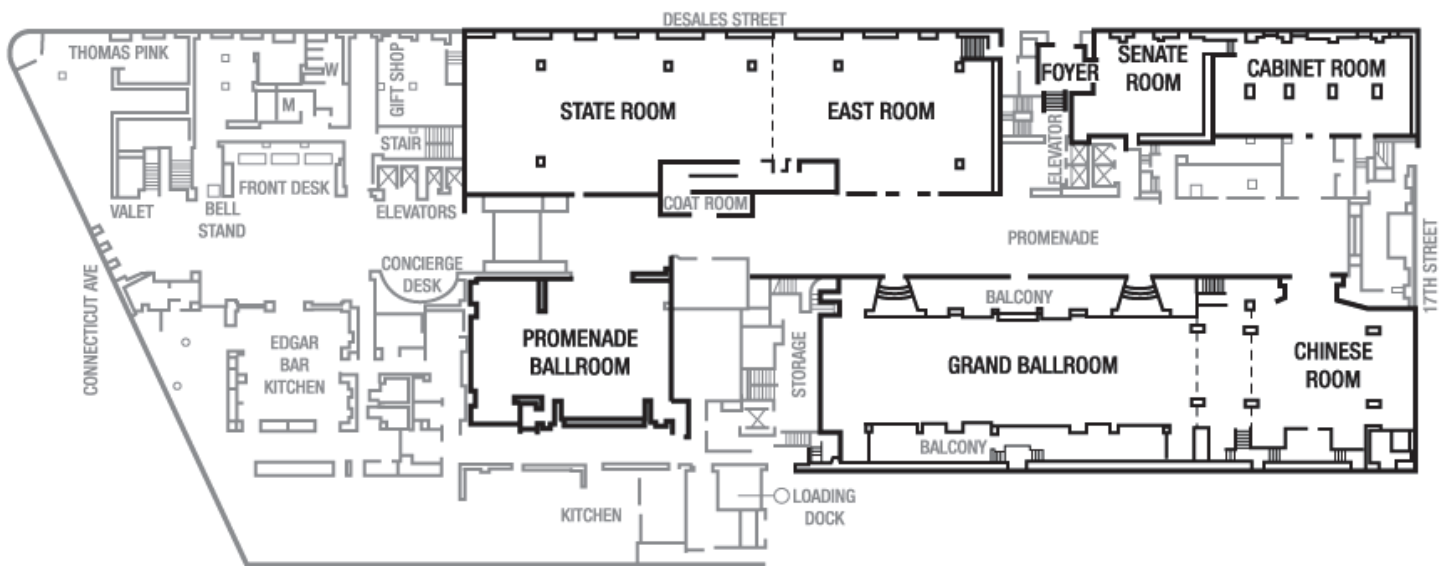 DESALES STREET
THOMAS PINK
W
M
GIFT SHOP
STAIR
STATE ROOM
EAST ROOM
FOYER
SENATE
ROOM
CABINET ROOM
ELEVATOR
FRONT DESK
VALET
BELL
STAND
ELEVATORS
COAT ROOM
PROMENADE
17TH STREET
CONNECTICUT AVE
CONCIERGE
DESK
EDGAR
BAR
KITCHEN
PROMENADE
BALLROOM
STORAGE
BALCONY
GRAND BALLROOM
CHINESE
ROOM
BALCONY
KITCHEN
LOADING
DOCK